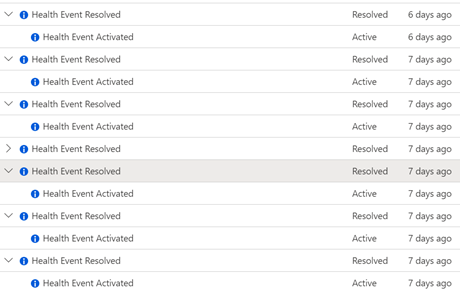 Health Event Resolved Resolved 6 days ago
Health Event Activated Active 6 days ago
Health Event Resolved Resolved 7 days ago
Health Event Activated Active 7 days ago
Health Event Resolved Resolved 7 days ago
Health Event Activated Active 7 days ago
Health Event Resolved Resolved 7 days ago
Health Event Resolved Resolved 7 days ago
Health Event Activated Active 7 days ago
Health Event Resolved Resolved 7 days ago
Health Event Activated Active 7 days ago
Health Event Resolved Resolved 7 days ago
Health Event Activated Active 7 days ago